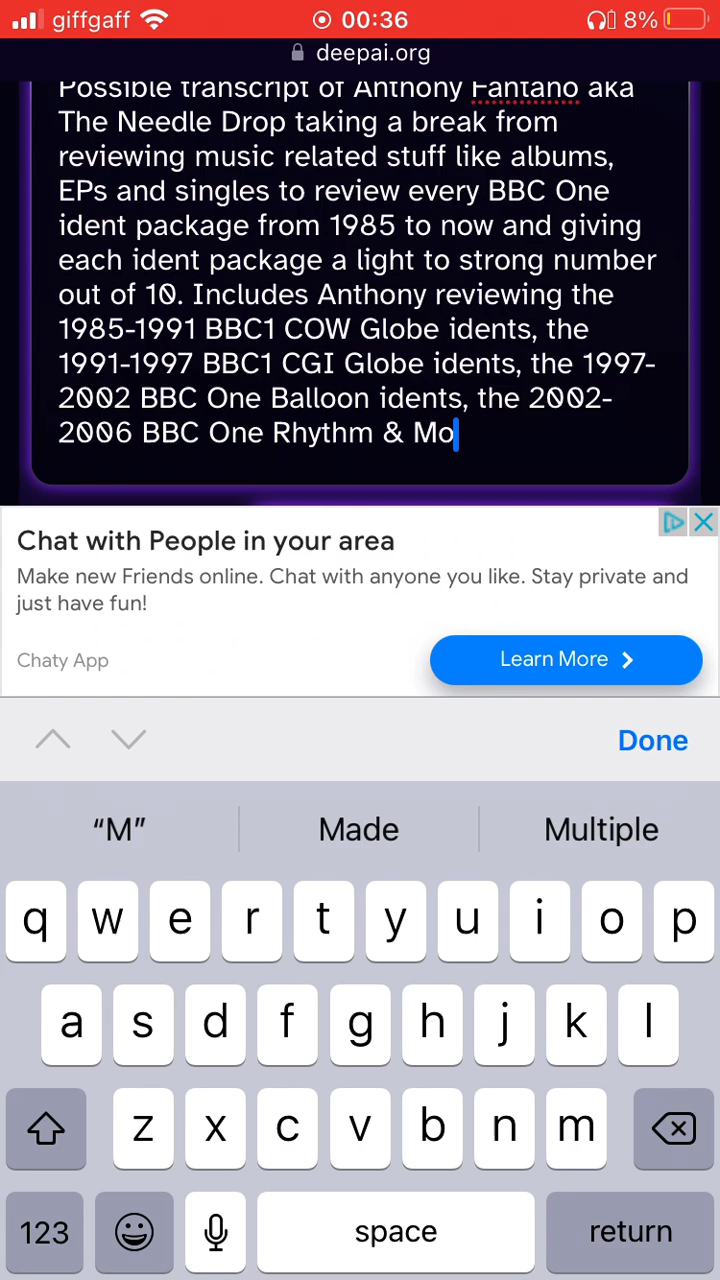 giffgaff 00:36 8%
deepai.org
Possible transcript of Anthony Fantano aka
The Needle Drop taking a break from
reviewing music related stuff like albums,
EPs and singles to review every BBC One
ident package from 1985 to now and giving
each ident package a light to strong number
out of 10. Includes Anthony reviewing the
1985-1991 BBC1 COW Globe idents, the
1991-1997 BBC1 CGI Globe idents, the 1997-
2002 BBC One Balloon idents, the 2002-
2006 BBC One Rhythm & Mo
Chat with People in your area
Make new Friends online. Chat with anyone you like. Stay private and
just have fun!
Chaty App
Learn More
Done
“M” Made Multiple
q w e r t y u i o p
a s d f g h j k l
z x c v b n m
123 space return